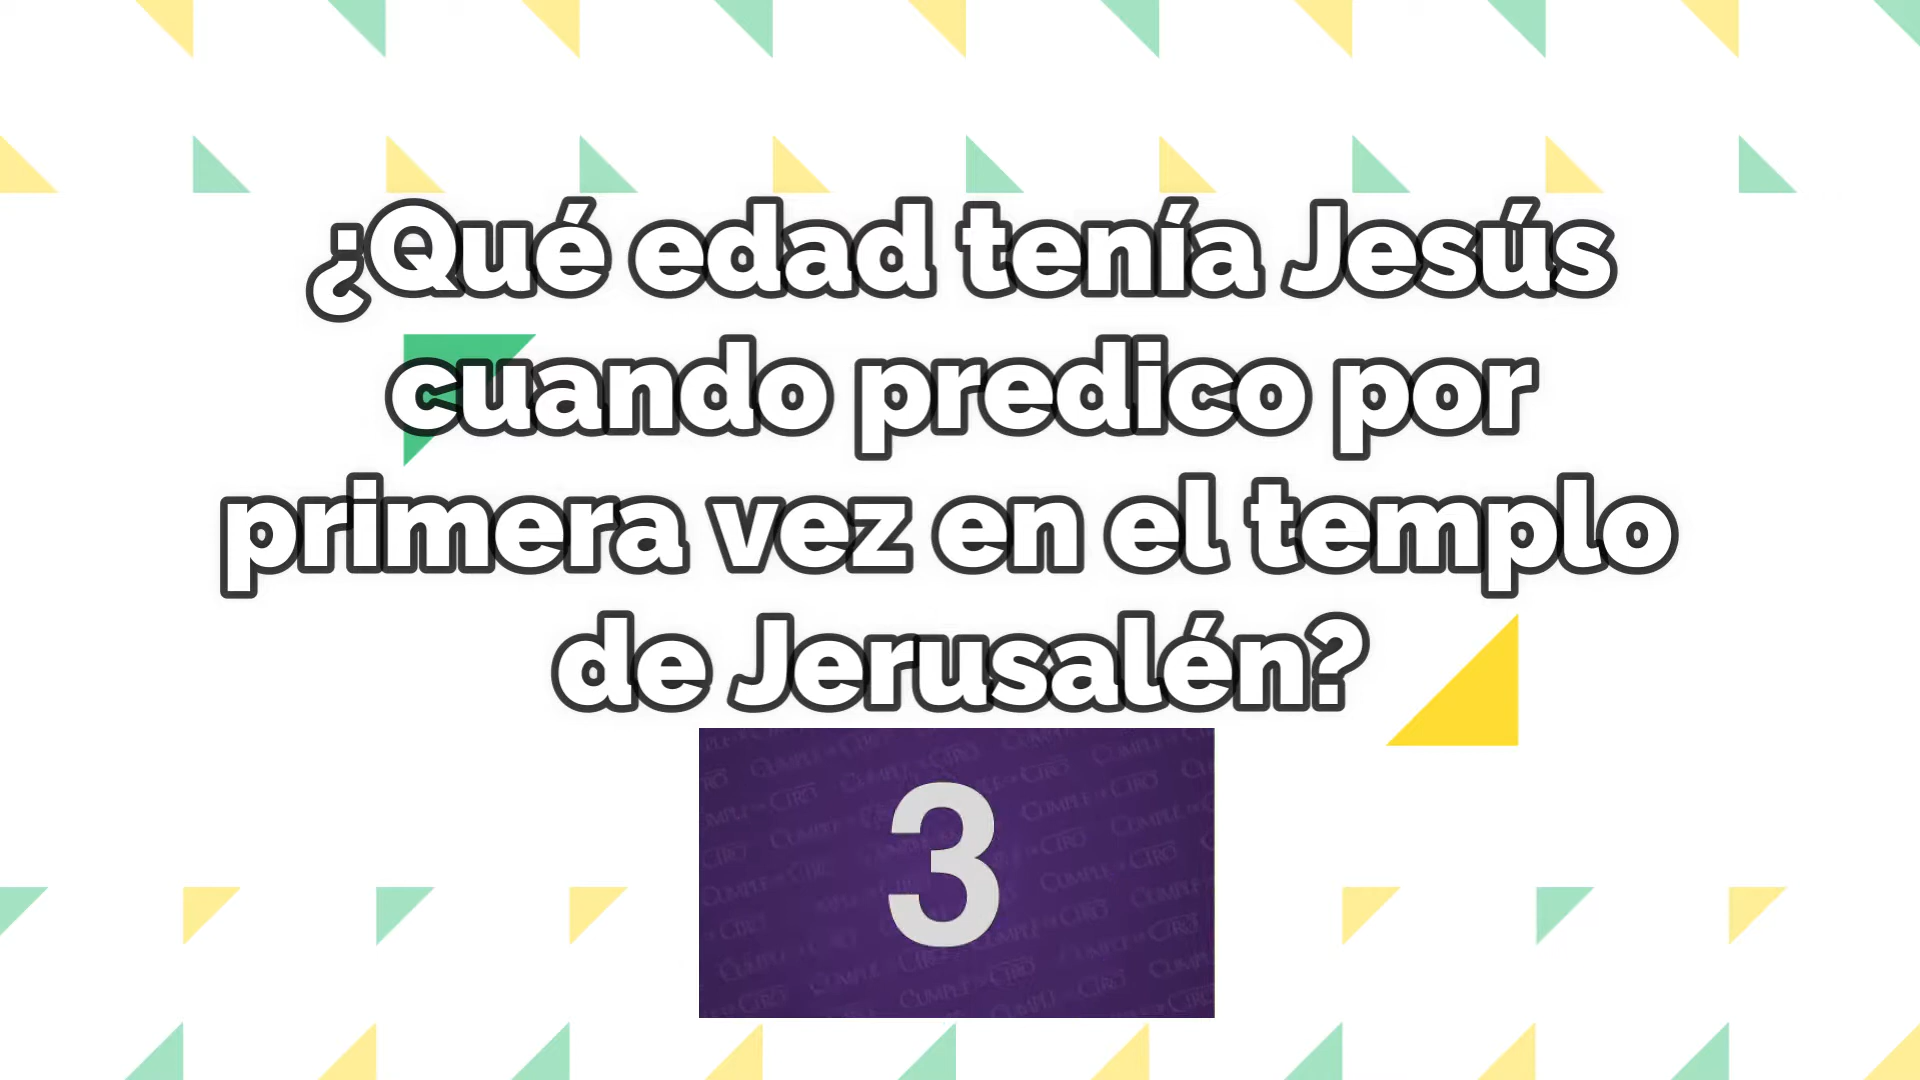 ¿Qué edad tenía Jesús
cuando predico por
primera vez en el templo
de Jerusalén?
3